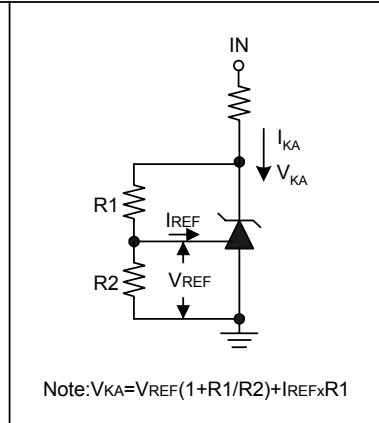 IN
IKA
VKA
R1
IREF
R2
VREF
Note:VKA=VREF(1+R1/R2)+IREFxR1